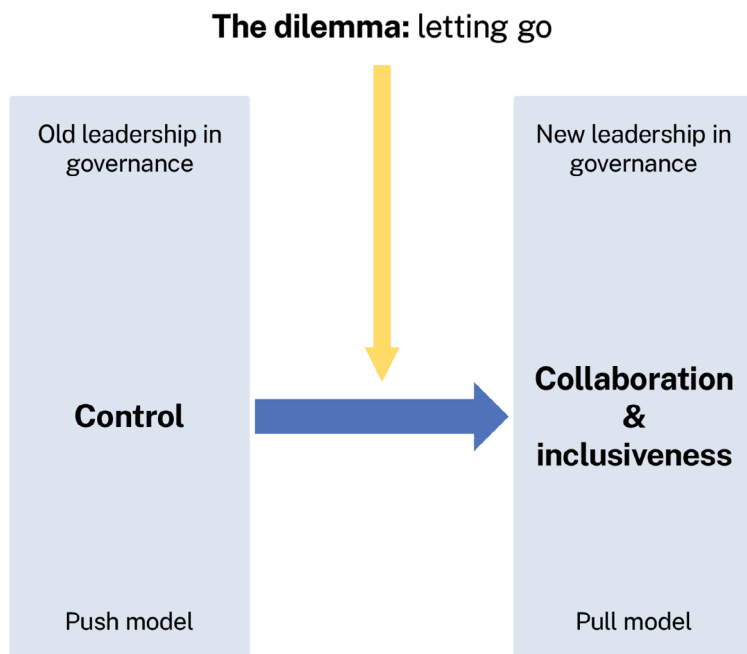 The dilemma: letting go
Old leadership in
governance
Control
Push model
New leadership in
governance
Collaboration
&
inclusiveness
Pull model